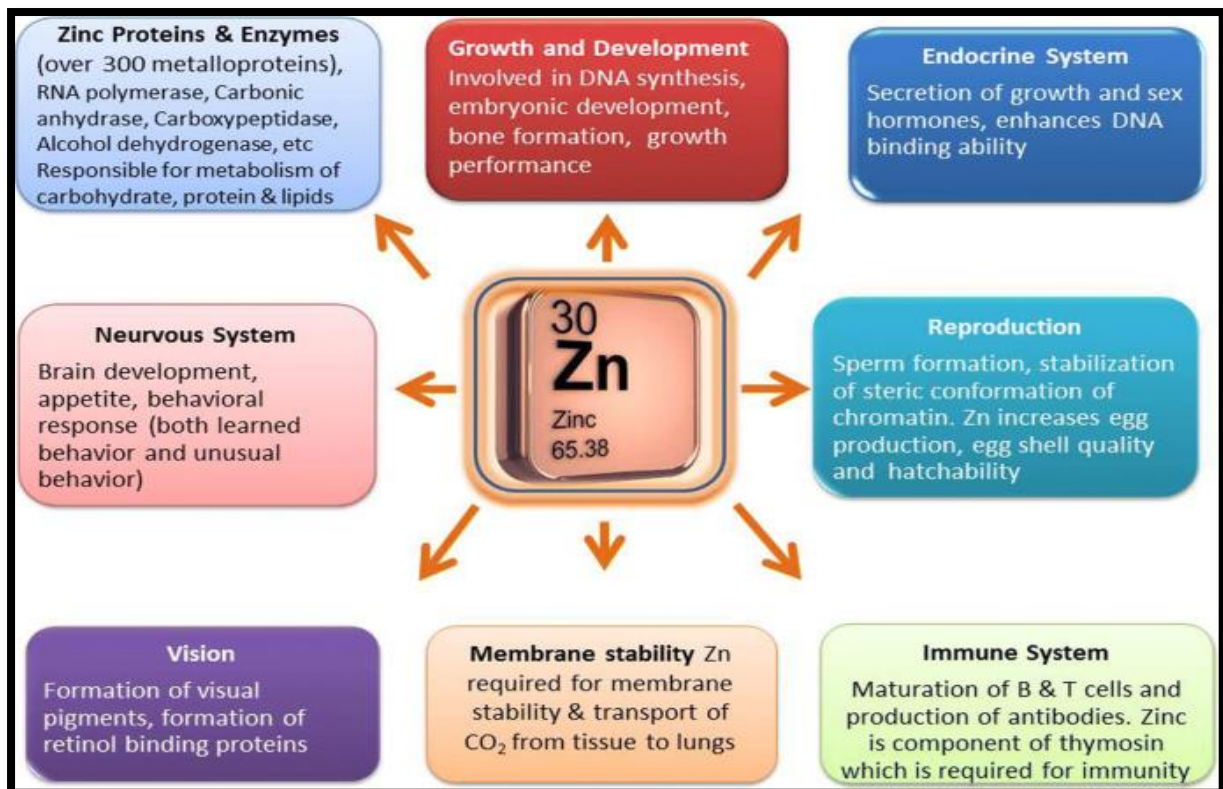 Zinc Proteins & Enzymes
(over 300 metalloproteins),
RNA polymerase, Carbonic
anhydrase, Carboxypeptidase,
Alcohol dehydrogenase, etc
Responsible for metabolism of
carbohydrate, protein & lipids
Growth and Development
Involved in DNA synthesis,
embryonic development,
bone formation, growth
performance
Endocrine System
Secretion of growth and sex
hormones, enhances DNA
binding ability
Neurvous System
Brain development,
appetite, behavioral
response (both learned
behavior and unusual
behavior)
30
Zn
Zinc
65.38
Reproduction
Sperm formation, stabilization
of steric conformation of
chromatin. Zn increases egg
production, egg shell quality
and hatchability
Vision
Formation of visual
pigments, formation of
retinol binding proteins
Membrane stability Zn
required for membrane
stability & transport of
CO₂ from tissue to lungs
Immune System
Maturation of B & T cells and
production of antibodies. Zinc
is component of thymosin
which is required for immunity